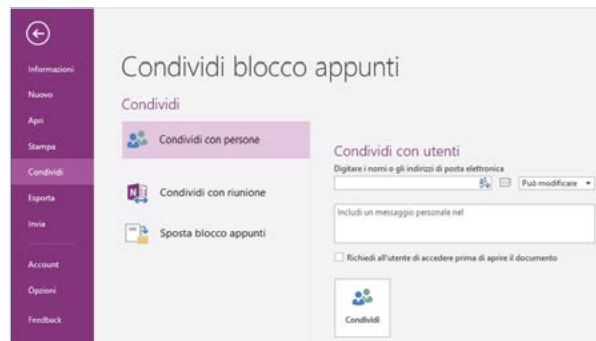 Informazioni
Nuovo
Apri
Stampa
Condividi
Esporta
Invia
Account
Opzioni
Feedback
Condividi blocco appunti
Condividi
Condividi con persone
Condividi con riunione
Sposta blocco appunti
Condividi con utenti
Digitare i nomi o gli indirizzi di posta elettronica
Può modificare
Includi un messaggio personale nel
Richiedi all'utente di accedere prima di aprire il documento
Condividi